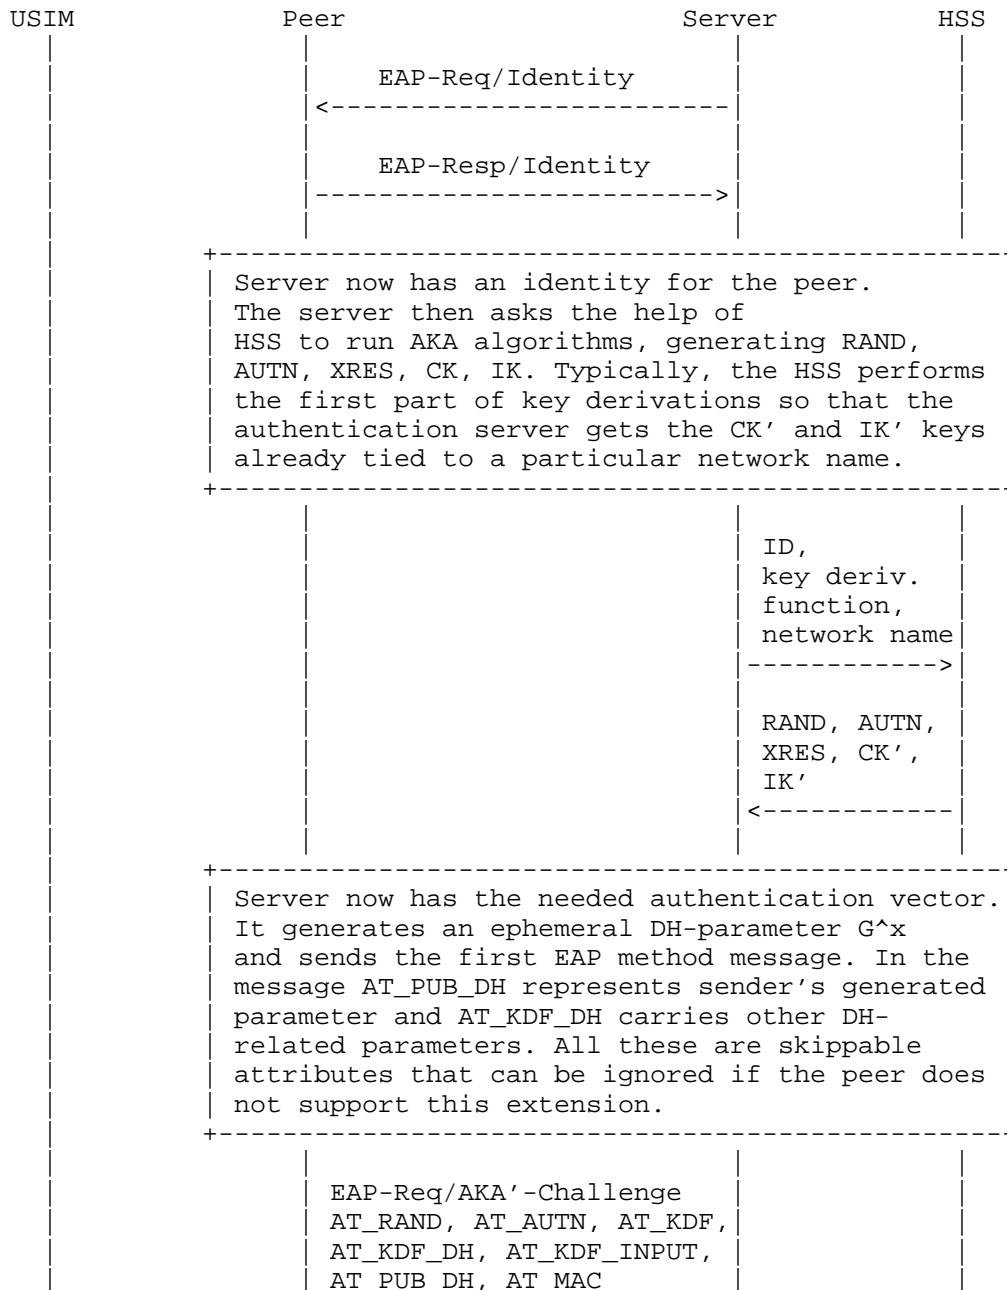 USIM Peer Server HSS
EAP-Req/Identity
EAP-Resp/Identity
Server now has an identity for the peer.
The server then asks the help of
HSS to run AKA algorithms, generating RAND,
AUTN, XRES, CK, IK. Typically, the HSS performs
the first part of key derivations so that the
authentication server gets the CK' and IK' keys
already tied to a particular network name.
ID,
key deriv.
function,
network name
RAND, AUTN,
XRES, CK',
IK'
Server now has the needed authentication vector.
It generates an ephemeral DH-parameter G^x
and sends the first EAP method message. In the
message AT_PUB_DH represents sender's generated
parameter and AT_KDF_DH carries other DH-
related parameters. All these are skippable
attributes that can be ignored if the peer does
not support this extension.
EAP-Req/AKA'-Challenge
AT_RAND, AT_AUTN, AT_KDF,
AT_KDF_DH, AT_KDF_INPUT,
AT_PUB_DH, AT_MAC